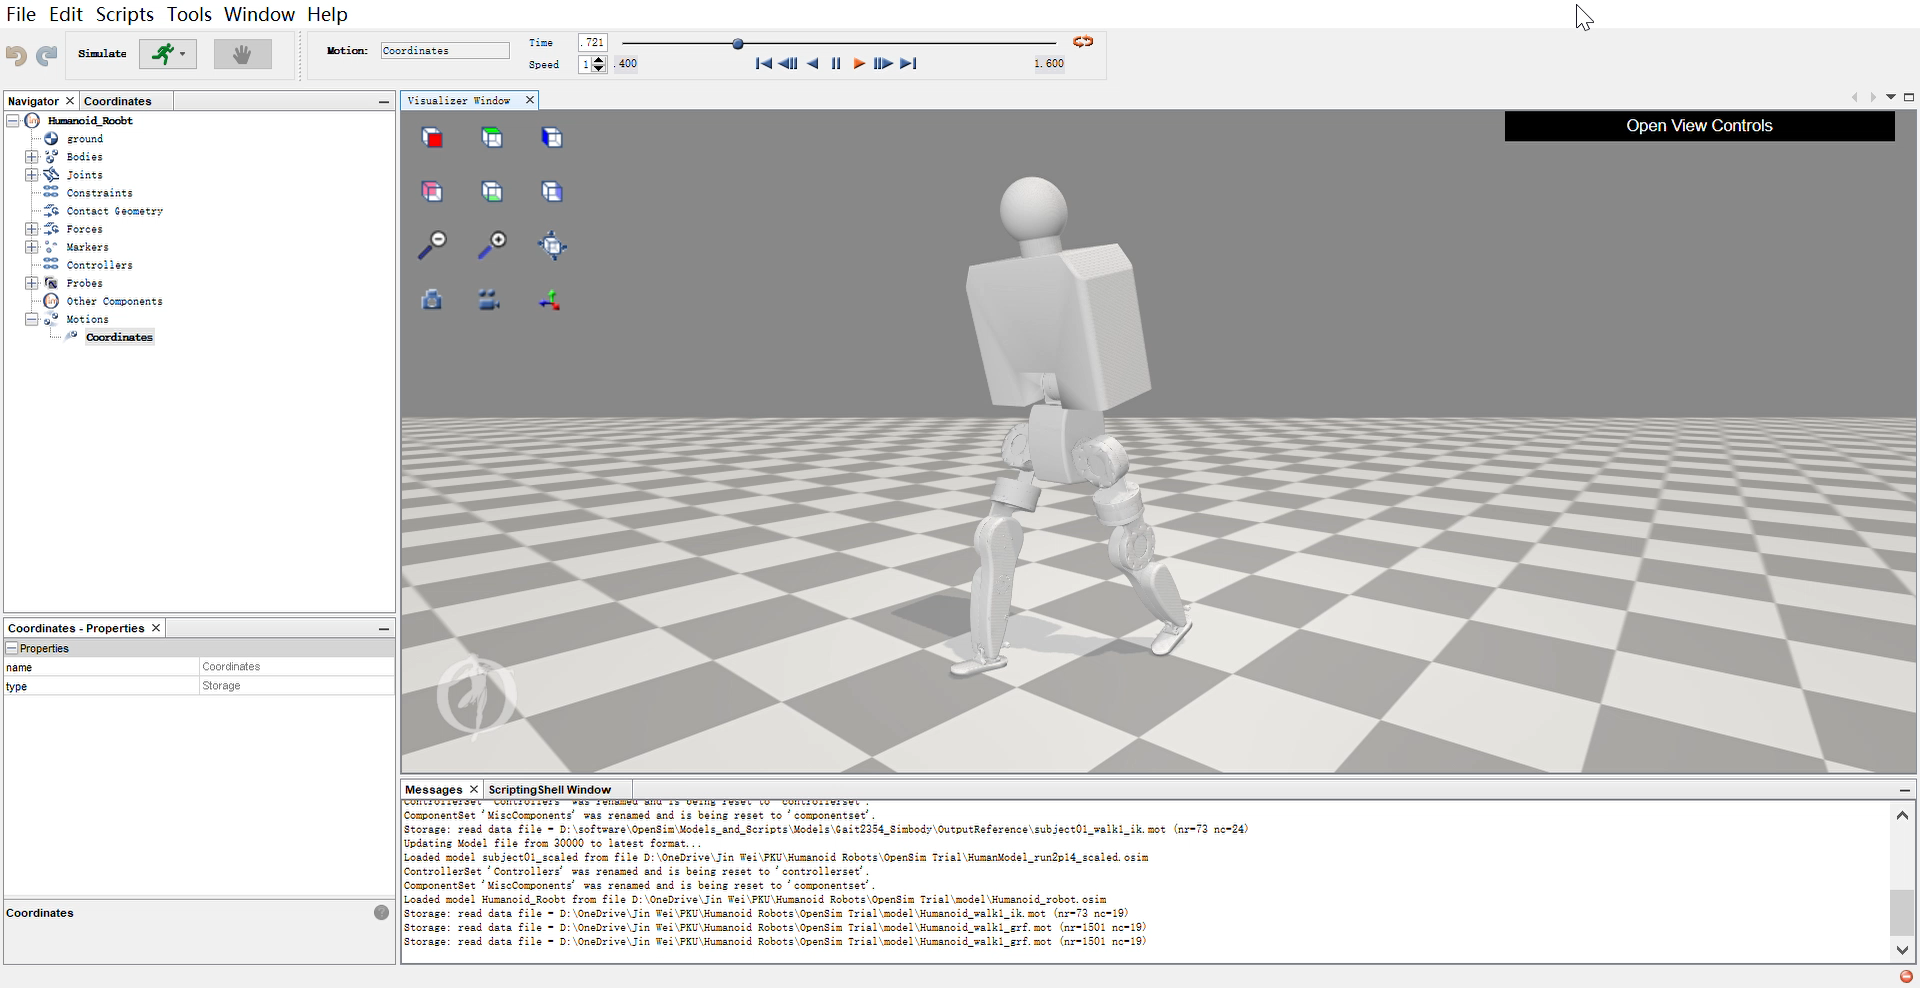 File Edit Scripts Tools Window Help
Simulate
Motion: Coordinates
Time .721
Speed 1 .400 1.600
Navigator Coordinates
Humanoid_Roobt
ground
Bodies
Joints
Constraints
Contact Geometry
Forces
Markers
Controllers
Probes
Other Components
Motions
Coordinates
Visualizer Window
Open View Controls
Coordinates - Properties
Properties
name Coordinates
type Storage
Coordinates
Messages ScriptingShell Window
ControllerSet 'Controllers' was renamed and is being reset to 'controllerset'.
ComponentSet 'MiscComponents' was renamed and is being reset to 'componentset'.
Storage: read data file = D:\software\OpenSim\Models_and_Scripts\Models\Gait2354_Simbody\OutputReference\subject01_walk1_ik.mot (nr=73 nc=24)
Updating Model file from 30000 to latest format...
Loaded model subject01_scaled from file D:\OneDrive\Jin Wei\PKU\Humanoid Robots\OpenSim Trial\HumanModel_run2p14_scaled.osim
ControllerSet 'Controllers' was renamed and is being reset to 'controllerset'.
ComponentSet 'MiscComponents' was renamed and is being reset to 'componentset'.
Loaded model Humanoid_Roobt from file D:\OneDrive\Jin Wei\PKU\Humanoid Robots\OpenSim Trial\model\Humanoid_robot.osim
Storage: read data file = D:\OneDrive\Jin Wei\PKU\Humanoid Robots\OpenSim Trial\model\Humanoid_walk1_ik.mot (nr=73 nc=19)
Storage: read data file = D:\OneDrive\Jin Wei\PKU\Humanoid Robots\OpenSim Trial\model\Humanoid_walk1_grf.mot (nr=1501 nc=19)
Storage: read data file = D:\OneDrive\Jin Wei\PKU\Humanoid Robots\OpenSim Trial\model\Humanoid_walk1_grf.mot (nr=1501 nc=19)